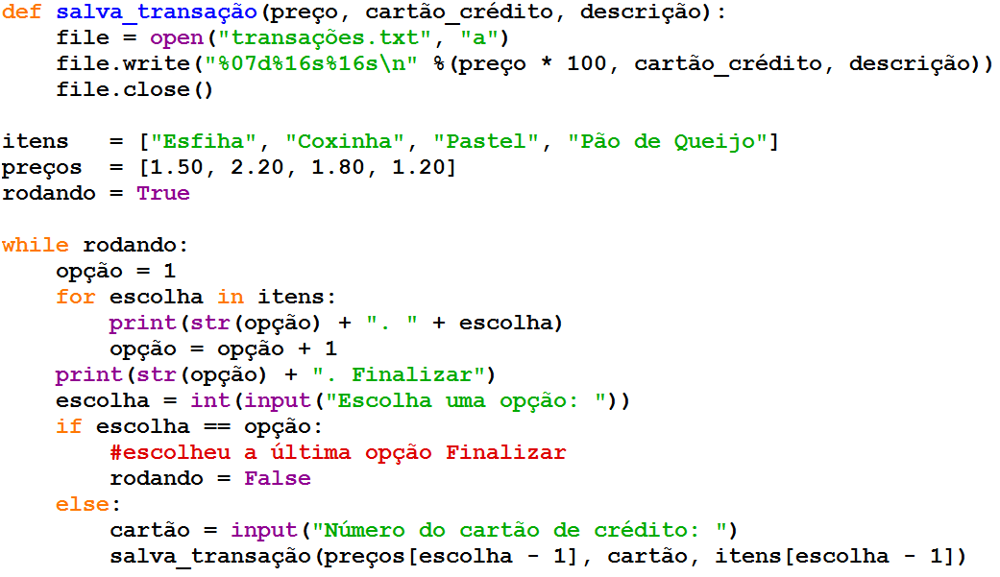 def salva_transação(preço, cartão_crédito, descrição):
    file = open("transações.txt", "a")
    file.write("%07d%16s%16s\n" %(preço * 100, cartão_crédito, descrição))
    file.close()

itens   = ["Esfiha", "Coxinha", "Pastel", "Pão de Queijo"]
preços  = [1.50, 2.20, 1.80, 1.20]
rodando = True

while rodando:
    opção = 1
    for escolha in itens:
        print(str(opção) + ". " + escolha)
        opção = opção + 1
    print(str(opção) + ". Finalizar")
    escolha = int(input("Escolha uma opção: "))
    if escolha == opção:
        #escolheu a última opção Finalizar
        rodando = False
    else:
        cartão = input("Número do cartão de crédito: ")
        salva_transação(preços[escolha - 1], cartão, itens[escolha - 1])